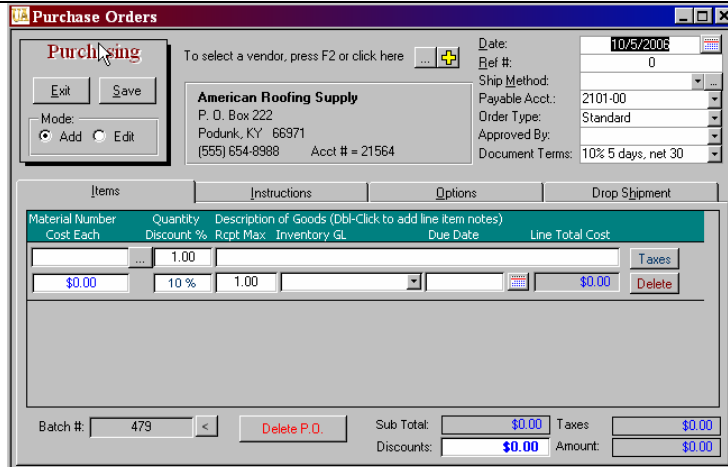 UA Purchase Orders
Purchasing
Exit Save
Mode:
Add Edit
To select a vendor, press F2 or click here ...
American Roofing Supply
P. O. Box 222
Podunk, KY 66971
(555) 654-8988 Acct # = 21564
Date: 10/5/2006
Ref #: 0
Ship Method: ...
Payable Acct.: 2101-00
Order Type: Standard
Approved By:
Document Terms: 10% 5 days, net 30
Items Instructions Options Drop Shipment
Material Number Quantity Description of Goods (Dbl-Click to add line item notes)
Cost Each Discount % Rcpt Max Inventory GL Due Date Line Total Cost
... 1.00 Taxes
$0.00 10 % 1.00 $0.00 Delete
Batch #: 479 < Delete P.O. Sub Total: $0.00 Taxes $0.00
Discounts: $0.00 Amount: $0.00